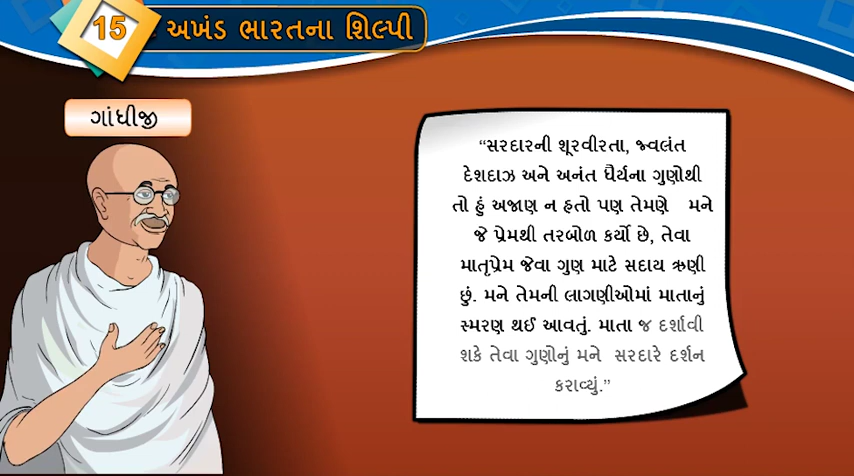 15 અખંડ ભારતના શિલ્પી
ગાંધીજી
“સરદારની શૂરવીરતા, જ્વલંત
દેશદાઝ અને અનંત ધૈર્યના ગુણોથી
તો હું અજાણ ન હતો પણ તેમણે મને
જે પ્રેમથી તરબોળ કર્યો છે, તેવા
માતૃપ્રેમ જેવા ગુણ માટે સદાય ઋણી
છું. મને તેમની લાગણીઓમાં માતાનું
સ્મરણ થઈ આવતું. માતા જ દર્શાવી
શકે તેવા ગુણોનું મને સરદારે દર્શન
કરાવ્યું.”